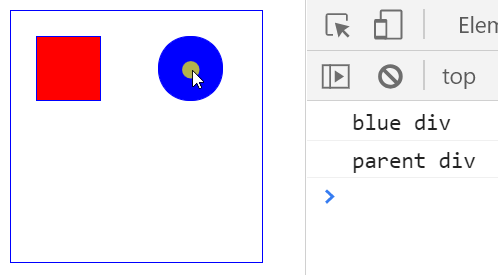 Elem
top
blue div
parent div